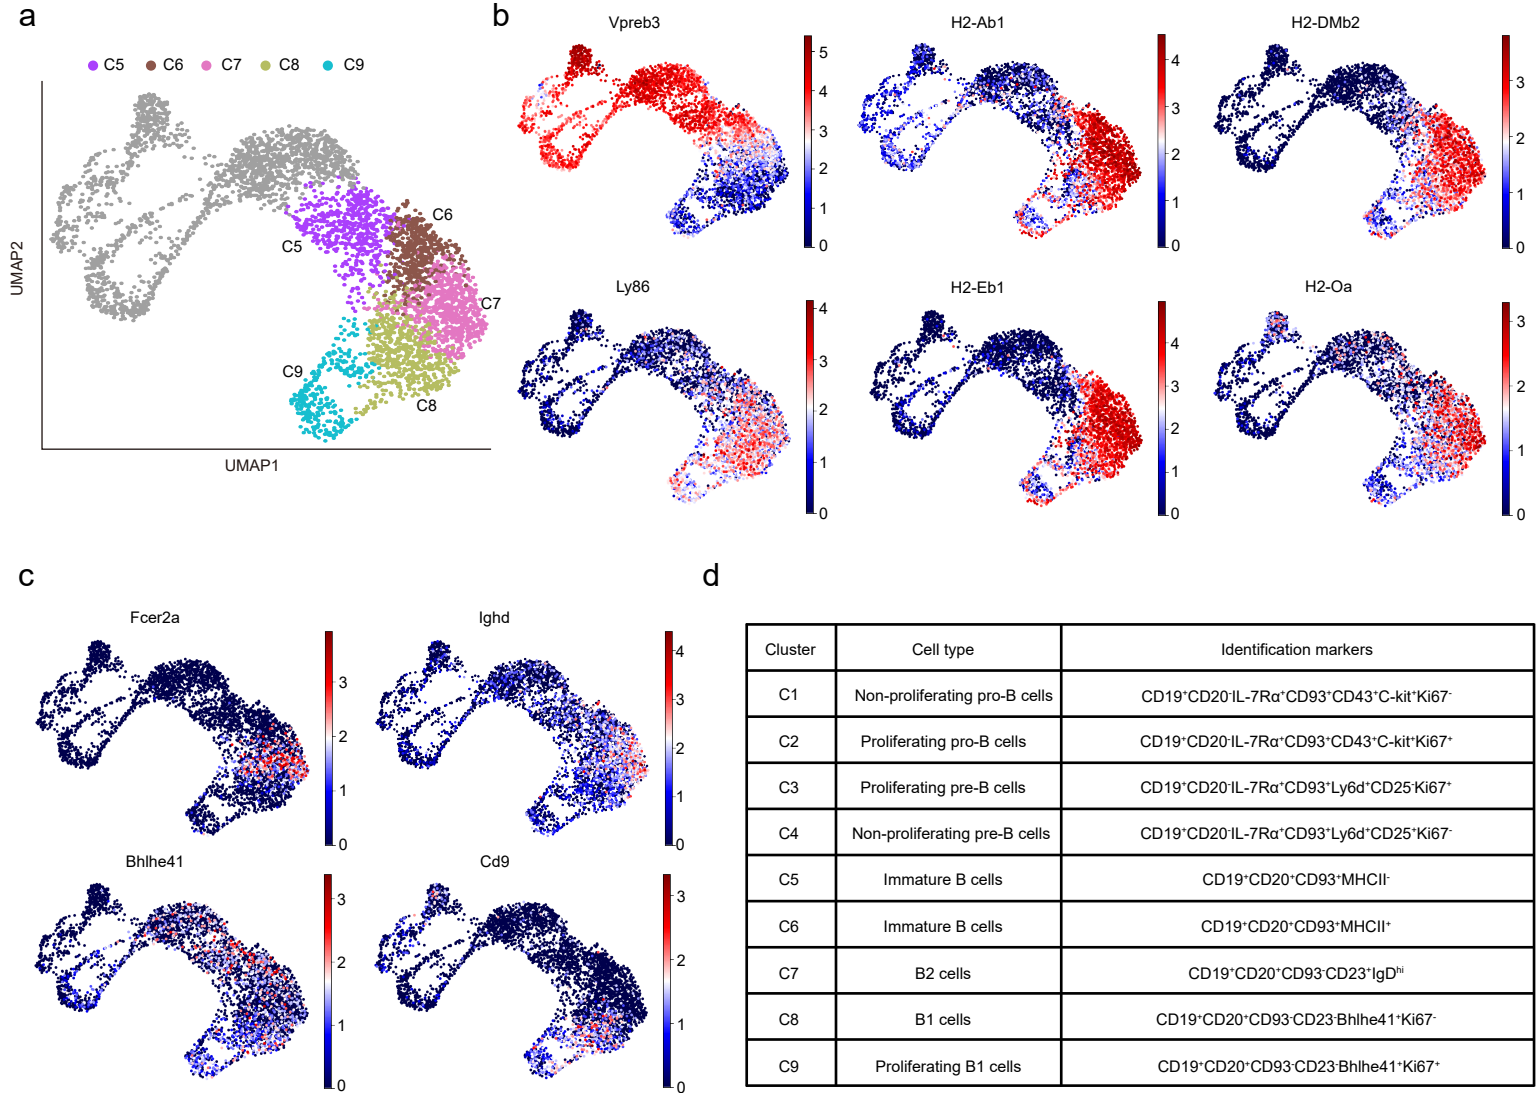 a
C5 C6 C7 C8 C9
C6
C5
C7
C9
C8
UMAP2
UMAP1
b
Vpreb3
5
4
3
2
1
0
H2-Ab1
4
3
2
1
0
H2-DMb2
3
2
1
0
Ly86
4
3
2
1
0
H2-Eb1
4
3
2
1
0
H2-Oa
3
2
1
0
c
Fcer2a
3
2
1
0
Ighd
4
3
2
1
0
Bhlhe41
3
2
1
0
Cd9
3
2
1
0
d
Cluster Cell type Identification markers
C1 Non-proliferating pro-B cells CD19⁺CD20⁻IL-7Rα⁺CD93⁺CD43⁺C-kit⁺Ki67⁻
C2 Proliferating pro-B cells CD19⁺CD20⁻IL-7Rα⁺CD93⁺CD43⁺C-kit⁺Ki67⁺
C3 Proliferating pre-B cells CD19⁺CD20⁻IL-7Rα⁺CD93⁺Ly6d⁺CD25⁻Ki67⁺
C4 Non-proliferating pre-B cells CD19⁺CD20⁻IL-7Rα⁺CD93⁺Ly6d⁺CD25⁺Ki67⁻
C5 Immature B cells CD19⁺CD20⁺CD93⁺MHCII⁻
C6 Immature B cells CD19⁺CD20⁺CD93⁺MHCII⁺
C7 B2 cells CD19⁺CD20⁺CD93⁻CD23⁺IgDʰⁱ
C8 B1 cells CD19⁺CD20⁺CD93⁻CD23⁻Bhlhe41⁺Ki67⁻
C9 Proliferating B1 cells CD19⁺CD20⁺CD93⁻CD23⁻Bhlhe41⁺Ki67⁺